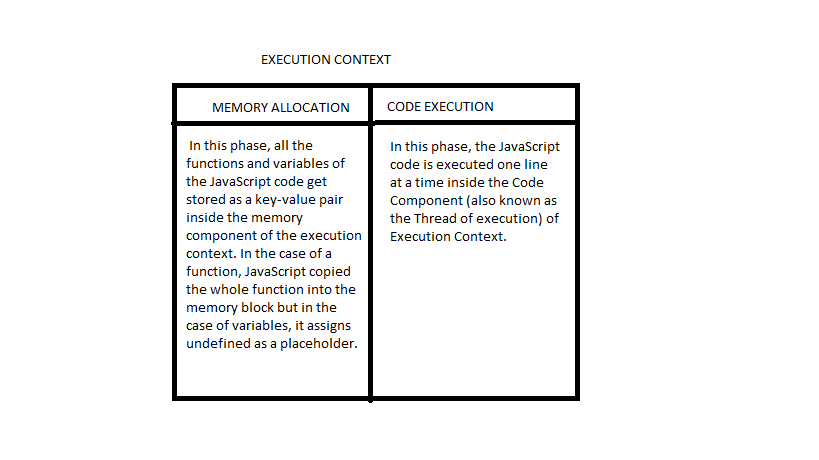 EXECUTION CONTEXT
MEMORY ALLOCATION
In this phase, all the
functions and variables of
the JavaScript code get
stored as a key-value pair
inside the memory
component of the execution
context. In the case of a
function, JavaScript copied
the whole function into the
memory block but in the
case of variables, it assigns
undefined as a placeholder.
CODE EXECUTION
In this phase, the JavaScript
code is executed one line
at a time inside the Code
Component (also known as
the Thread of execution) of
Execution Context.